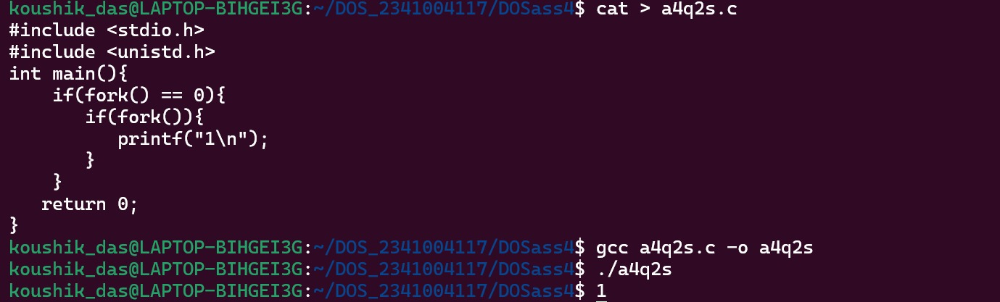 koushik_das@LAPTOP-BIHGEI3G:~/DOS_2341004117/DOSass4$ cat > a4q2s.c
#include <stdio.h>
#include <unistd.h>
int main(){
    if(fork() == 0){
       if(fork()){
          printf("1\n");
       }
    }
   return 0;
}
koushik_das@LAPTOP-BIHGEI3G:~/DOS_2341004117/DOSass4$ gcc a4q2s.c -o a4q2s
koushik_das@LAPTOP-BIHGEI3G:~/DOS_2341004117/DOSass4$ ./a4q2s
koushik_das@LAPTOP-BIHGEI3G:~/DOS_2341004117/DOSass4$ 1